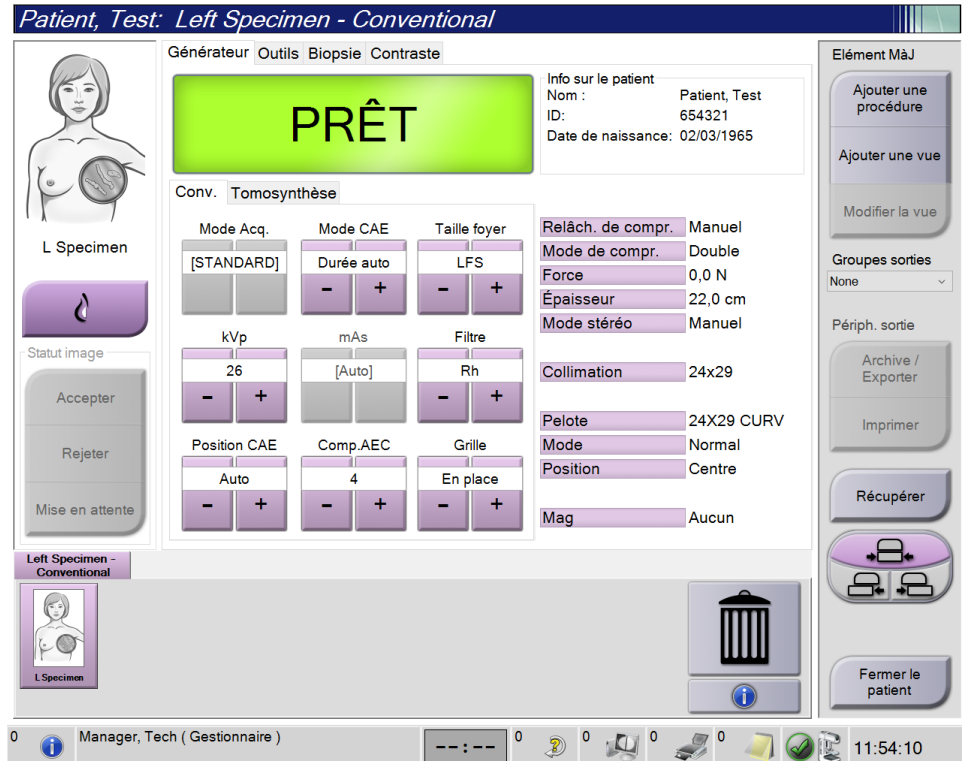 Patient, Test: Left Specimen - Conventional
Générateur Outils Biopsie Contraste
PRÊT
Info sur le patient
Nom : Patient, Test
ID: 654321
Date de naissance: 02/03/1965
L Specimen
Statut image
Accepter
Rejeter
Mise en attente
Conv. Tomosynthèse
Mode Acq. Mode CAE Taille foyer
[STANDARD] Durée auto LFS
- + - +
kVp mAs Filtre
26 [Auto] Rh
- + - +
Position CAE Comp.AEC Grille
Auto 4 En place
- + - + - +
Relâch. de compr. Manuel
Mode de compr. Double
Force 0,0 N
Épaisseur 22,0 cm
Mode stéréo Manuel
Collimation 24x29
Pelote 24X29 CURV
Mode Normal
Position Centre
Mag Aucun
Elément MàJ
Ajouter une
procédure
Ajouter une vue
Modifier la vue
Groupes sorties
None
Périph. sortie
Archive /
Exporter
Imprimer
Récupérer
Fermer le
patient
Left Specimen -
Conventional
L Specimen
0 Manager, Tech ( Gestionnaire ) --:-- 0 0 0 0 11:54:10